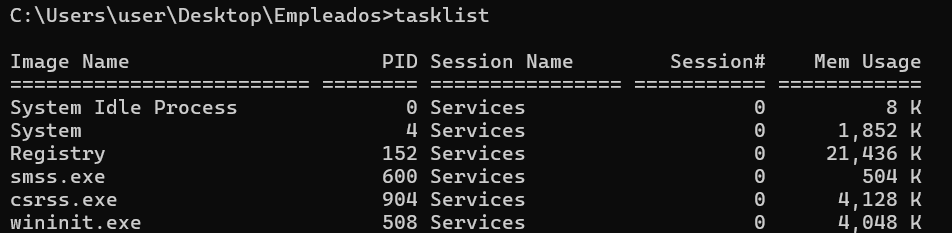 C:\Users\user\Desktop\Empleados>tasklist

Image Name                     PID Session Name        Session#    Mem Usage
========================= ======== ================ =========== ============
System Idle Process              0 Services                   0          8 K
System                           4 Services                   0      1,852 K
Registry                       152 Services                   0     21,436 K
smss.exe                       600 Services                   0        504 K
csrss.exe                      904 Services                   0      4,128 K
wininit.exe                    508 Services                   0      4,048 K